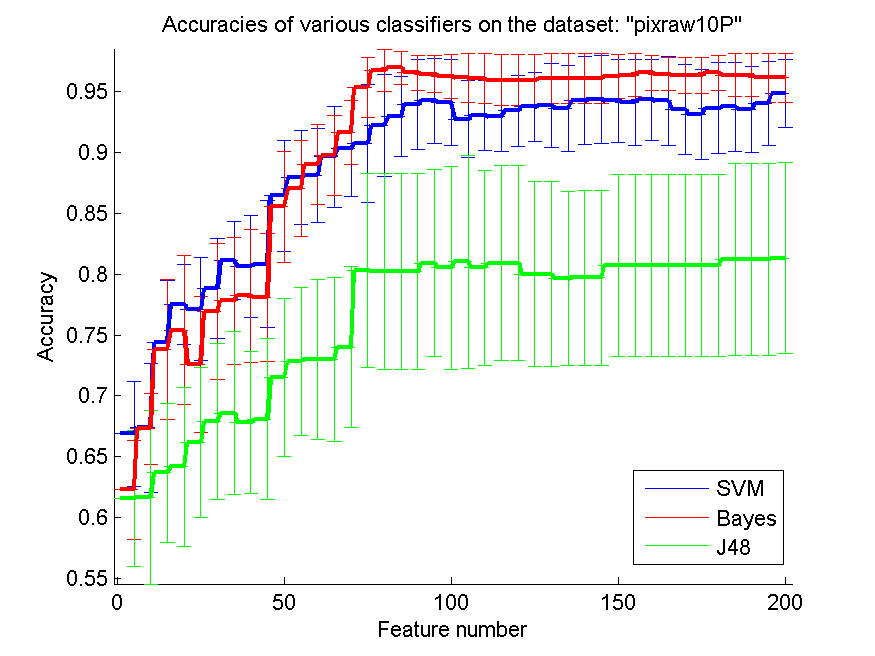 Accuracies of various classifiers on the dataset: "pixraw10P"
0.95
0.9
0.85
0.8
0.75
0.7
0.65
0.6
0.55
Accuracy
SVM
Bayes
J48
0 50 100 150 200
Feature number